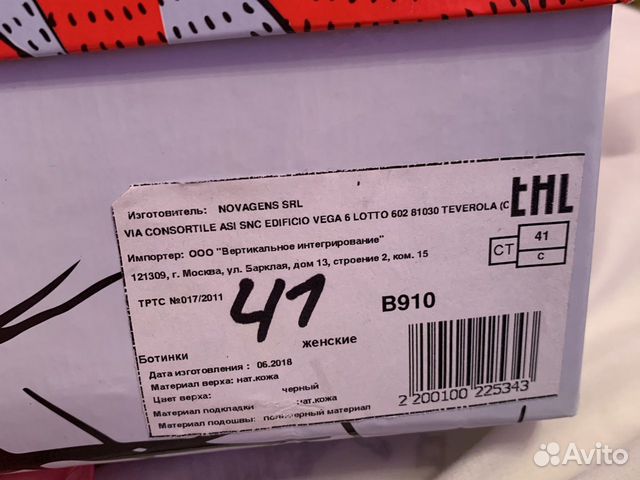 Изготовитель: NOVAGENS SRL
VIA CONSORTILE ASI SNC EDIFICIO VEGA 6 LOTTO 602 81030 TEVEROLA (C
Импортер: ООО "Вертикальное интегрирование"
121309, г. Москва, ул. Барклая, дом 13, строение 2, ком. 15
EAC
СТ 41
С
ТРТС №017/2011
41
B910
Ботинки женские
Дата изготовления : 06.2018
Материал верха: нат.кожа
Цвет верха: черный
Материал подкладки нат.кожа
Материал подошвы: полимерный материал
2 200100 225343
Avito